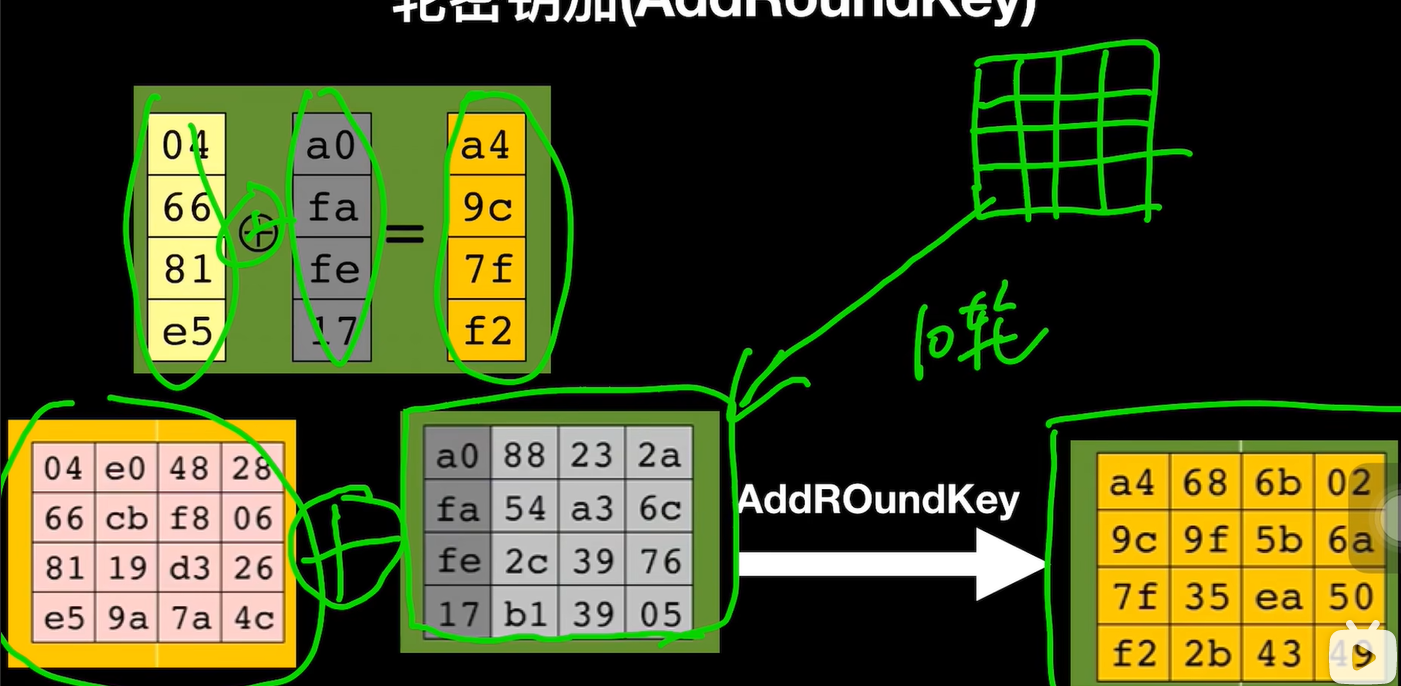 轮密钥加(AddRoundKey)
04 ⊕ a0 = a4
66 fa 9c
81 fe 7f
e5 17 f2
10轮
04 e0 48 28
66 cb f8 06
81 19 d3 26
e5 9a 7a 4c
+
a0 88 23 2a
fa 54 a3 6c
fe 2c 39 76
17 b1 39 05
AddROundKey
a4 68 6b 02
9c 9f 5b 6a
7f 35 ea 50
f2 2b 43 49